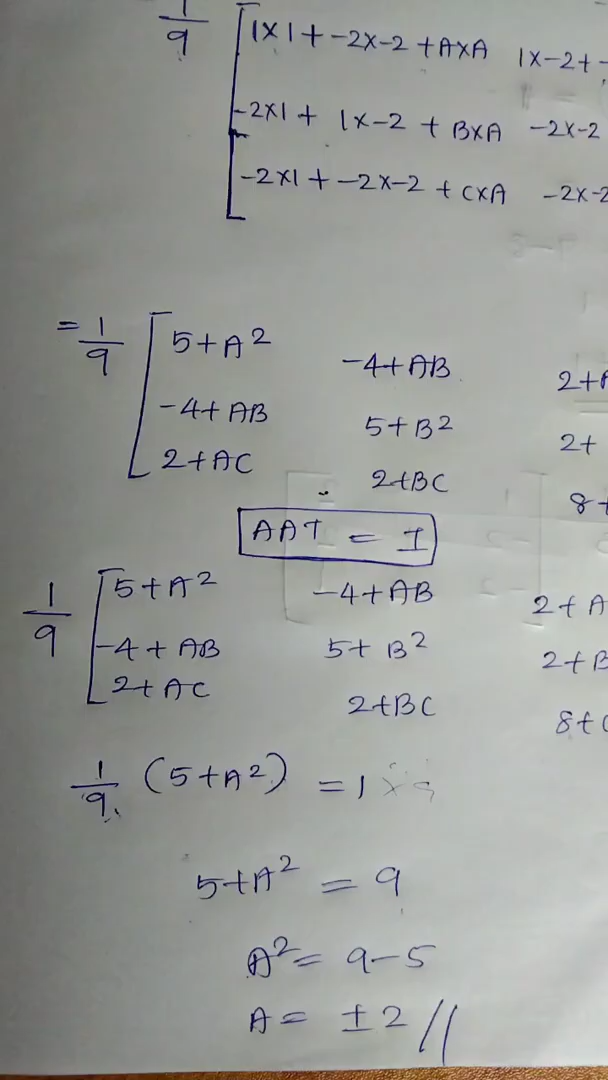 1/9 [1×1+-2×-2+A×A 1×-2+-
-2×1+ 1×-2 + B×A -2×-2
-2×1+-2×-2 + C×A -2×-2
= 1/9 [5+A² -4+AB 2+A
-4+AB 5+B² 2+
2+AC 2+BC 8+
AAT = I
1/9 [5+A² -4+AB 2+A
-4+AB 5+B² 2+B
2+AC 2+BC 8+C
1/9 (5+A²) = 1×9
5+A² = 9
A² = 9-5
A = ±2 //